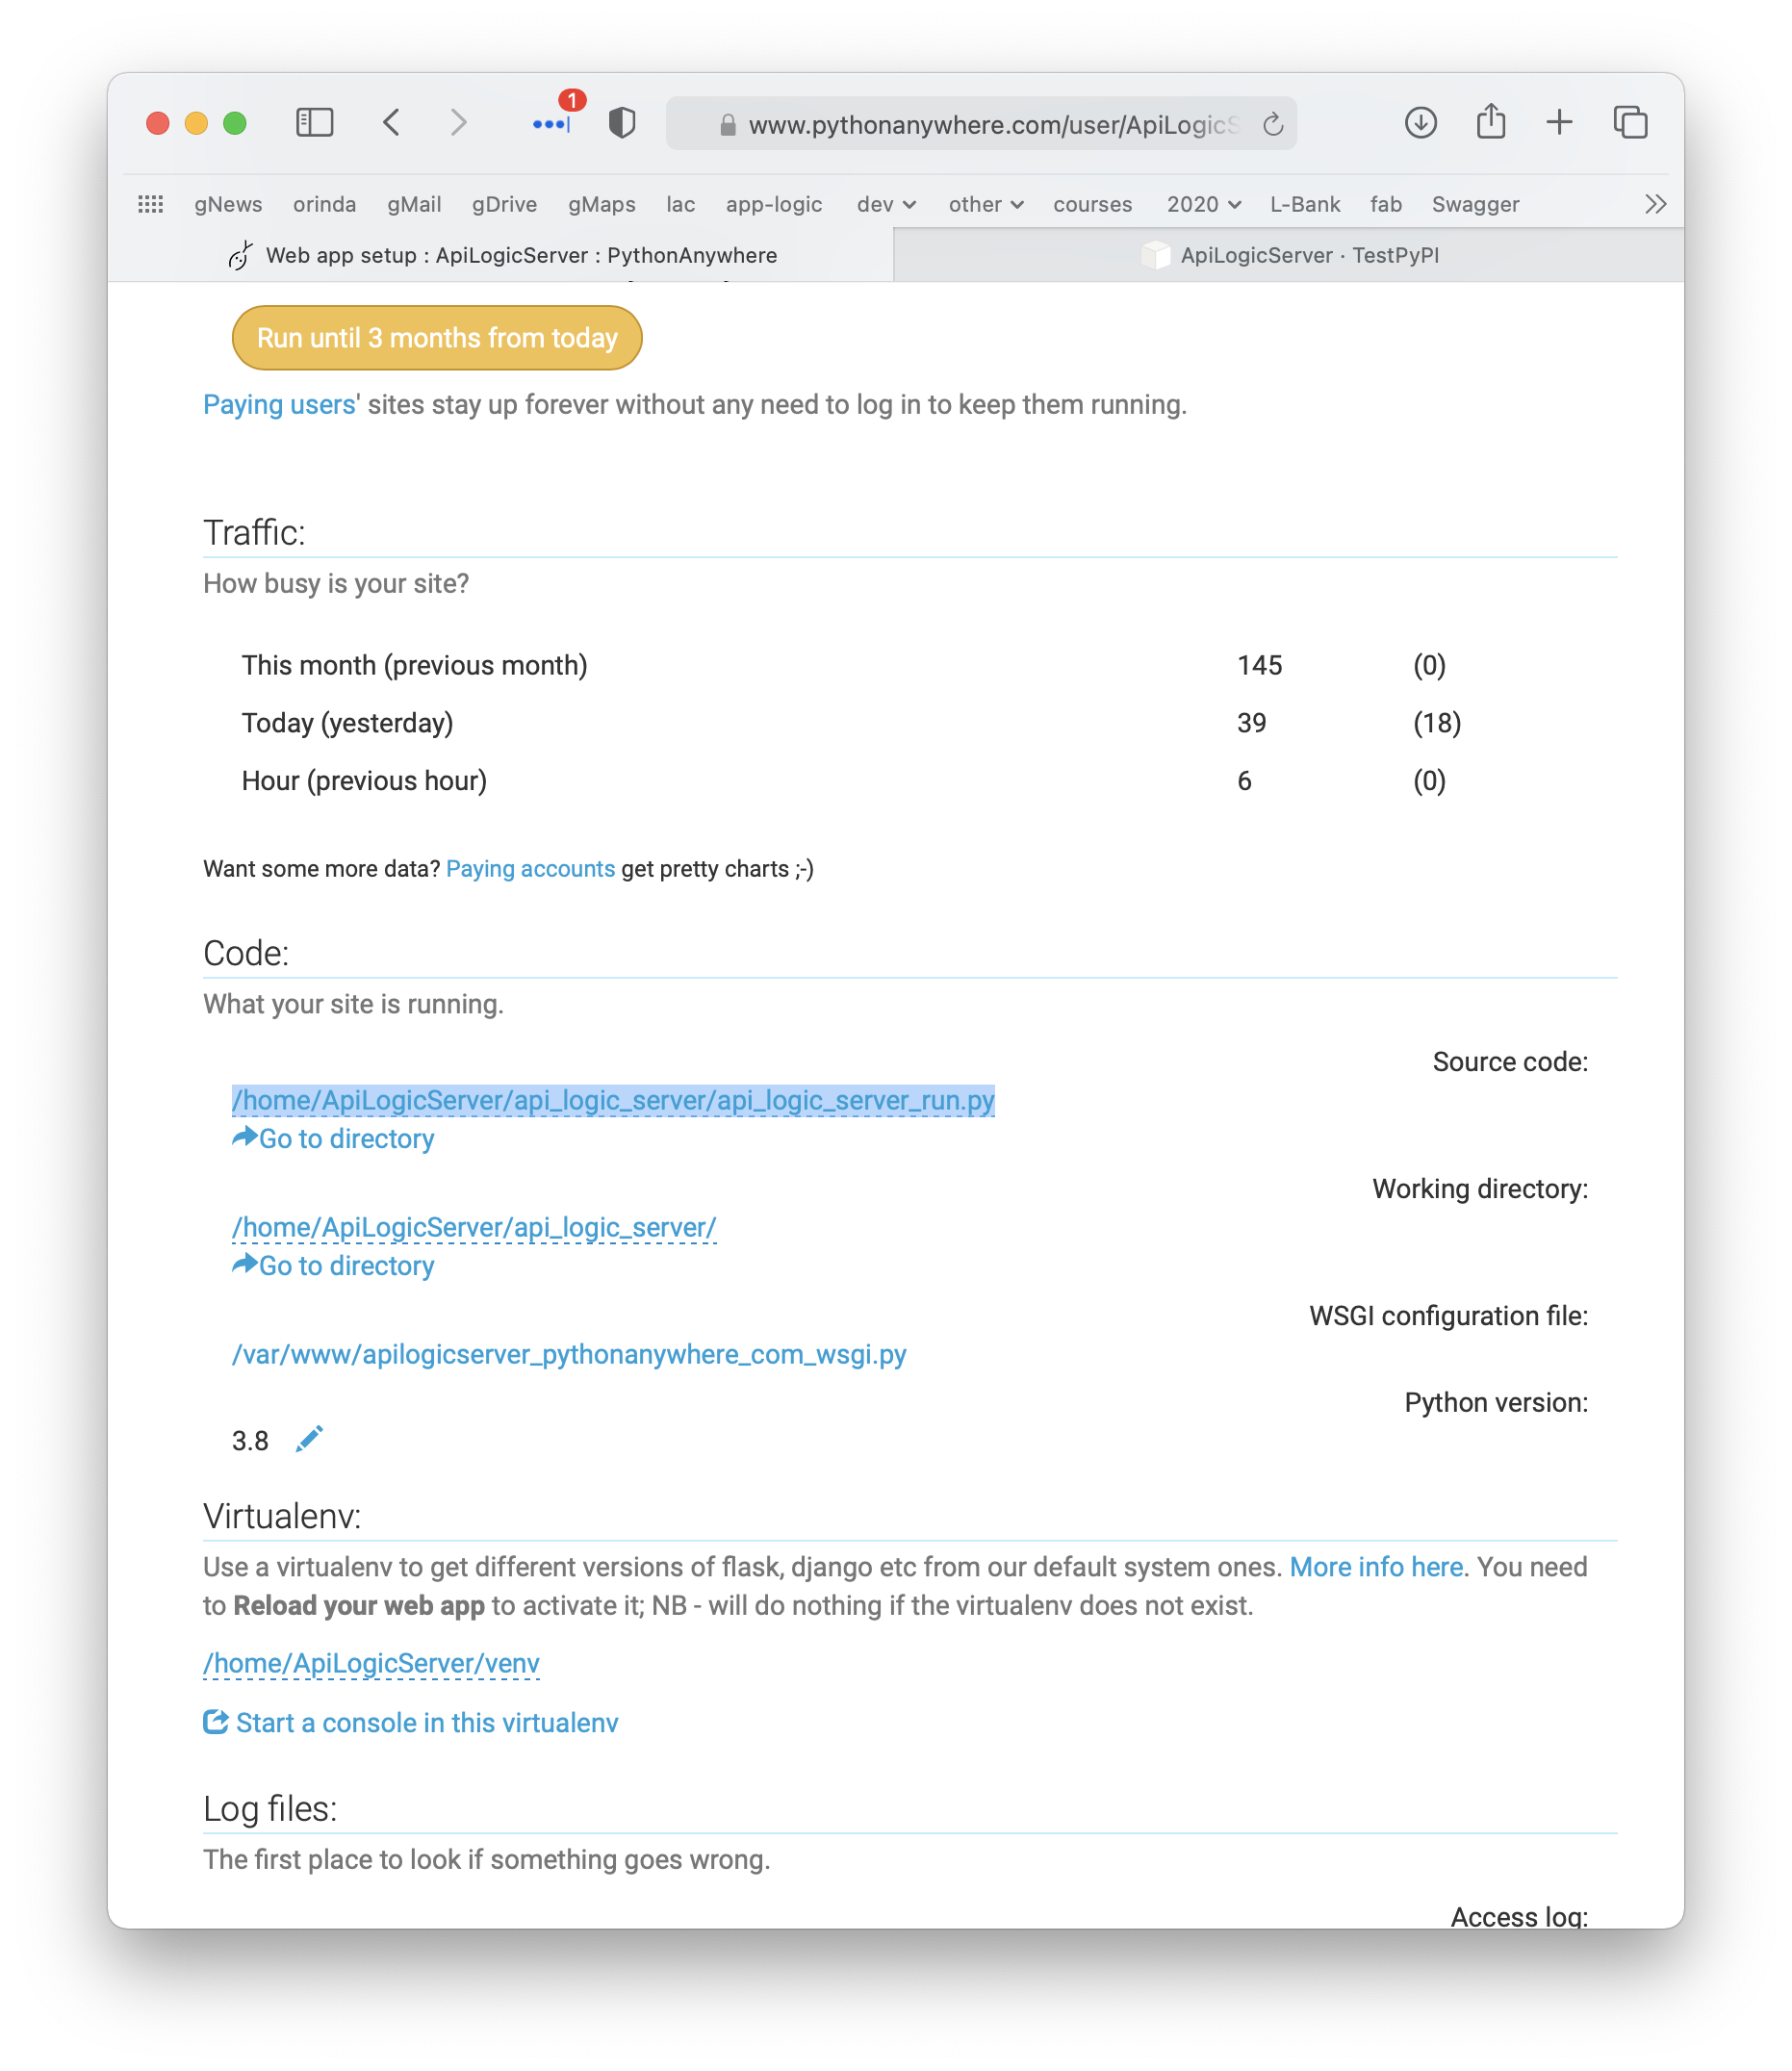 1
www.pythonanywhere.com/user/ApiLogicS
gNews orinda gMail gDrive gMaps lac app-logic dev other courses 2020 L-Bank fab Swagger
Web app setup : ApiLogicServer : PythonAnywhere
ApiLogicServer · TestPyPI
Run until 3 months from today
Paying users' sites stay up forever without any need to log in to keep them running.
Traffic:
How busy is your site?
This month (previous month) 145 (0)
Today (yesterday) 39 (18)
Hour (previous hour) 6 (0)
Want some more data? Paying accounts get pretty charts ;-)
Code:
What your site is running.
Source code:
/home/ApiLogicServer/api_logic_server/api_logic_server_run.py
Go to directory
Working directory:
/home/ApiLogicServer/api_logic_server/
Go to directory
WSGI configuration file:
/var/www/apilogicserver_pythonanywhere_com_wsgi.py
Python version:
3.8
Virtualenv:
Use a virtualenv to get different versions of flask, django etc from our default system ones. More info here. You need
to Reload your web app to activate it; NB - will do nothing if the virtualenv does not exist.
/home/ApiLogicServer/venv
Start a console in this virtualenv
Log files:
The first place to look if something goes wrong.
Access log: